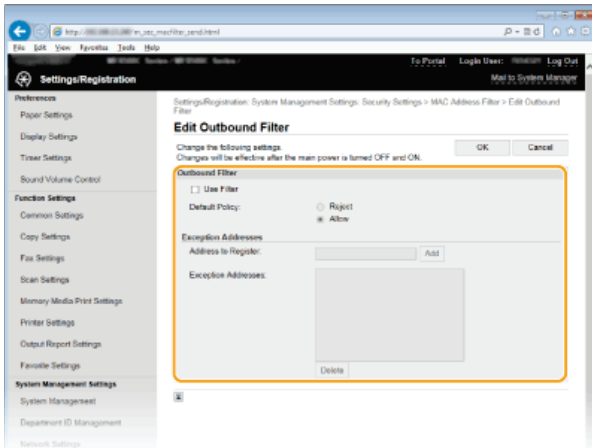 http://
m_sec_macfilter_send.html
File Edit View Favorites Tools Help
To Portal Login User: Log Out
Settings/Registration
Mail to System Manager
Preferences
Paper Settings
Display Settings
Timer Settings
Sound Volume Control
Function Settings
Common Settings
Copy Settings
Fax Settings
Scan Settings
Memory Media Print Settings
Printer Settings
Output Report Settings
Favorite Settings
System Management Settings
System Management
Department ID Management
Network Settings
Settings/Registration: System Management Settings: Security Settings > MAC Address Filter > Edit Outbound
Filter
Edit Outbound Filter
Change the following settings.
Changes will be effective after the main power is turned OFF and ON.
OK
Cancel
Outbound Filter
Use Filter
Default Policy:
Reject
Allow
Exception Addresses
Address to Register:
Add
Exception Addresses:
Delete